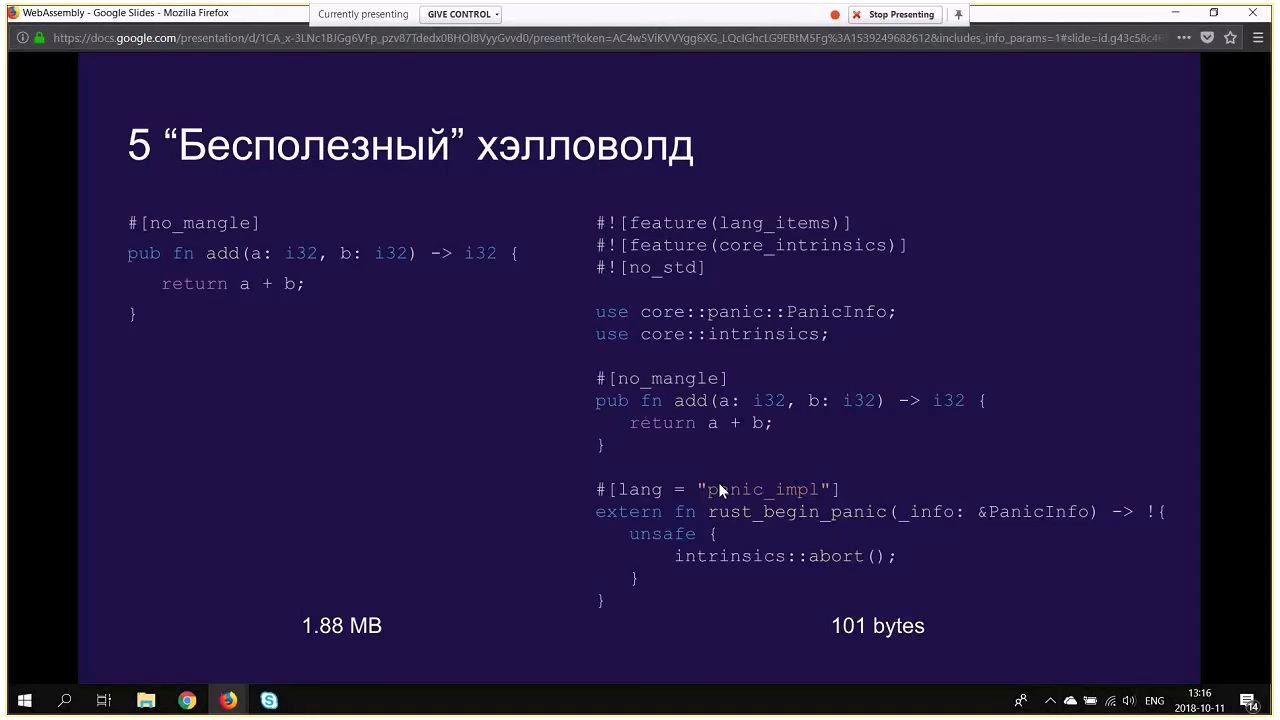 WebAssembly - Google Slides - Mozilla Firefox
Currently presenting
GIVE CONTROL
Stop Presenting
5 “Бесполезный” хэлловолд
#[no_mangle]
pub fn add(a: i32, b: i32) -> i32 {
return a + b;
}
1.88 MB
#![feature(lang_items)]
#![feature(core_intrinsics)]
#![no_std]
use core::panic::PanicInfo;
use core::intrinsics;
#[no_mangle]
pub fn add(a: i32, b: i32) -> i32 {
return a + b;
}
#[lang = "panic_impl"]
extern fn rust_begin_panic(_info: &PanicInfo) -> !{
unsafe {
intrinsics::abort();
}
}
101 bytes
ENG
13:16
2018-10-11
14